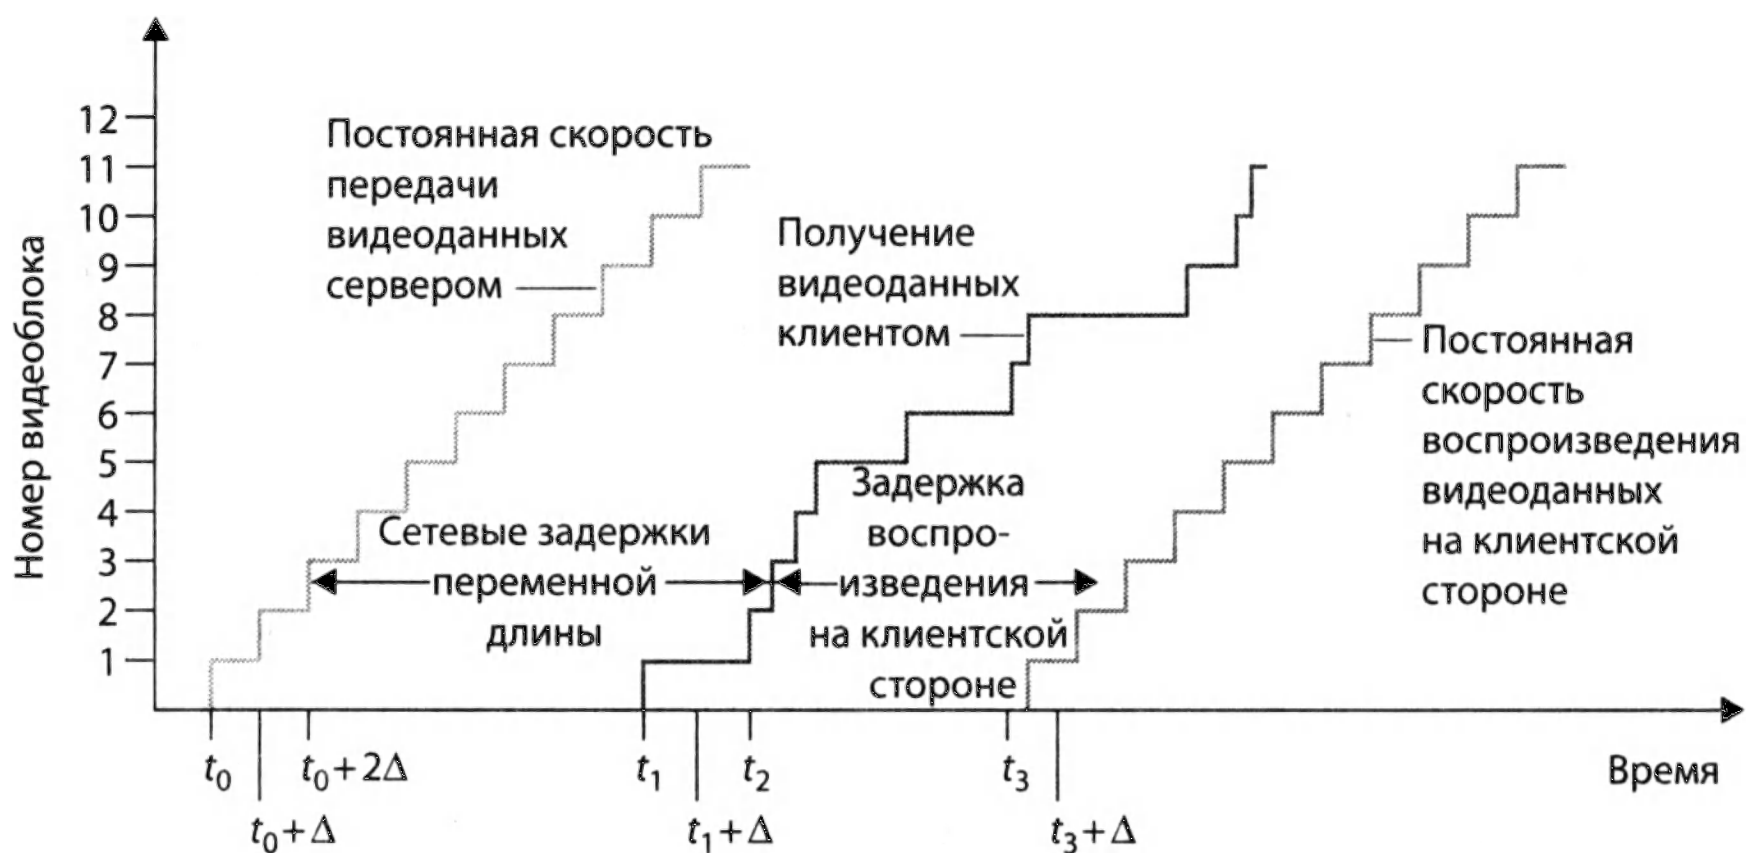 Номер видеоблока
12
11
10
9
8
7
6
5
4
3
2
1
Постоянная скорость
передачи
видеоданных
сервером
Получение
видеоданных
клиентом
Постоянная
скорость
воспроизведения
видеоданных
на клиентской
стороне
Сетевые задержки
переменной
длины
Задержка
воспро-
изведения
на клиентской
стороне
t₀
t₀+2Δ
t₁
t₂
t₃
Время
t₀+Δ
t₁+Δ
t₃+Δ